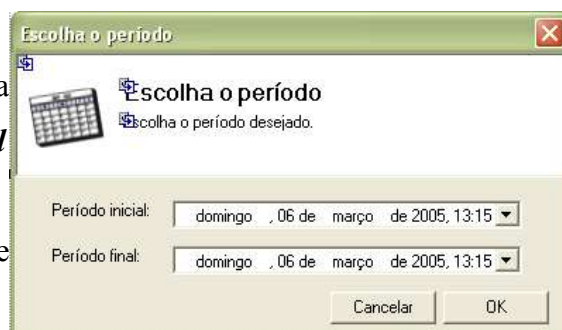 Escolha o período
a
Escolha o período
Escolha o período desejado.
l
Período inicial: domingo , 06 de março de 2005, 13:15
e
Período final: domingo , 06 de março de 2005, 13:15
Cancelar OK